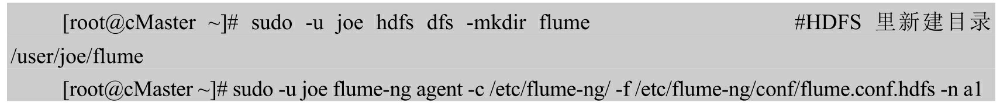 [root@cMaster ~]# sudo -u joe hdfs dfs -mkdir flume #HDFS 里新建目录
/user/joe/flume
[root@cMaster ~]# sudo -u joe flume-ng agent -c /etc/flume-ng/ -f /etc/flume-ng/conf/flume.conf.hdfs -n a1